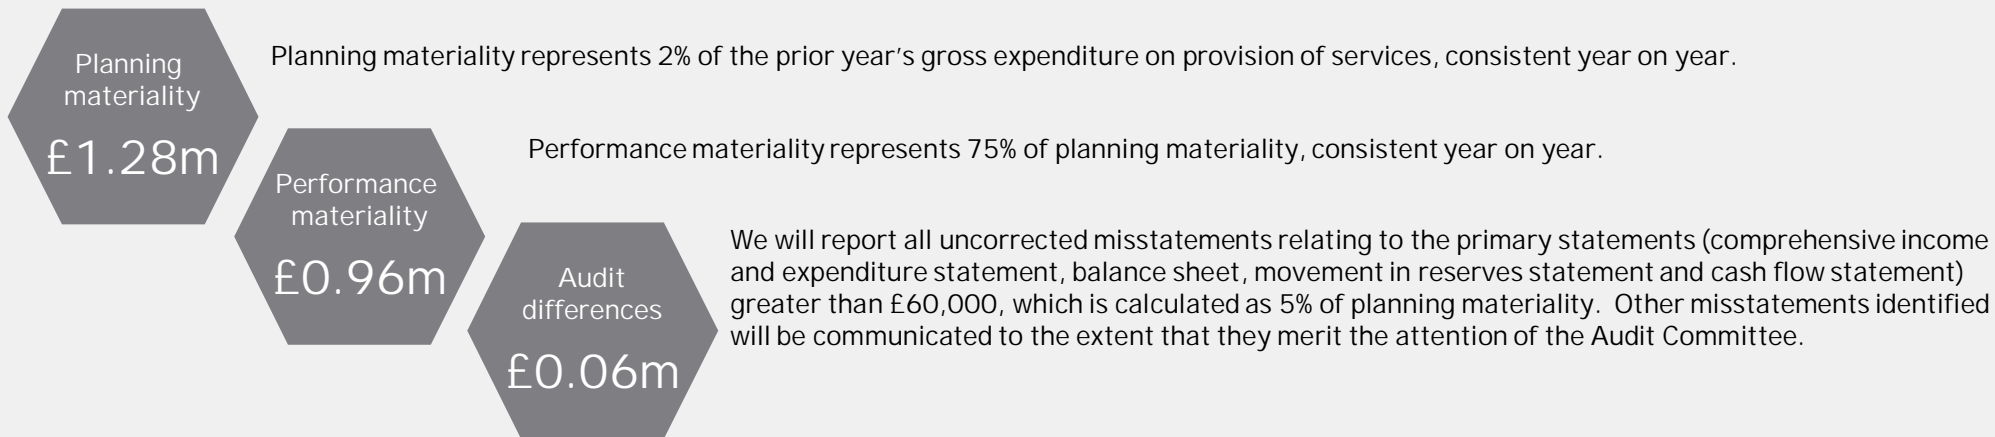 Planning
materiality
£1.28m
Planning materiality represents 2% of the prior year's gross expenditure on provision of services, consistent year on year.
Performance
materiality
£0.96m
Performance materiality represents 75% of planning materiality, consistent year on year.
Audit
differences
£0.06m
We will report all uncorrected misstatements relating to the primary statements (comprehensive income
and expenditure statement, balance sheet, movement in reserves statement and cash flow statement)
greater than £60,000, which is calculated as 5% of planning materiality.  Other misstatements identified
will be communicated to the extent that they merit the attention of the Audit Committee.